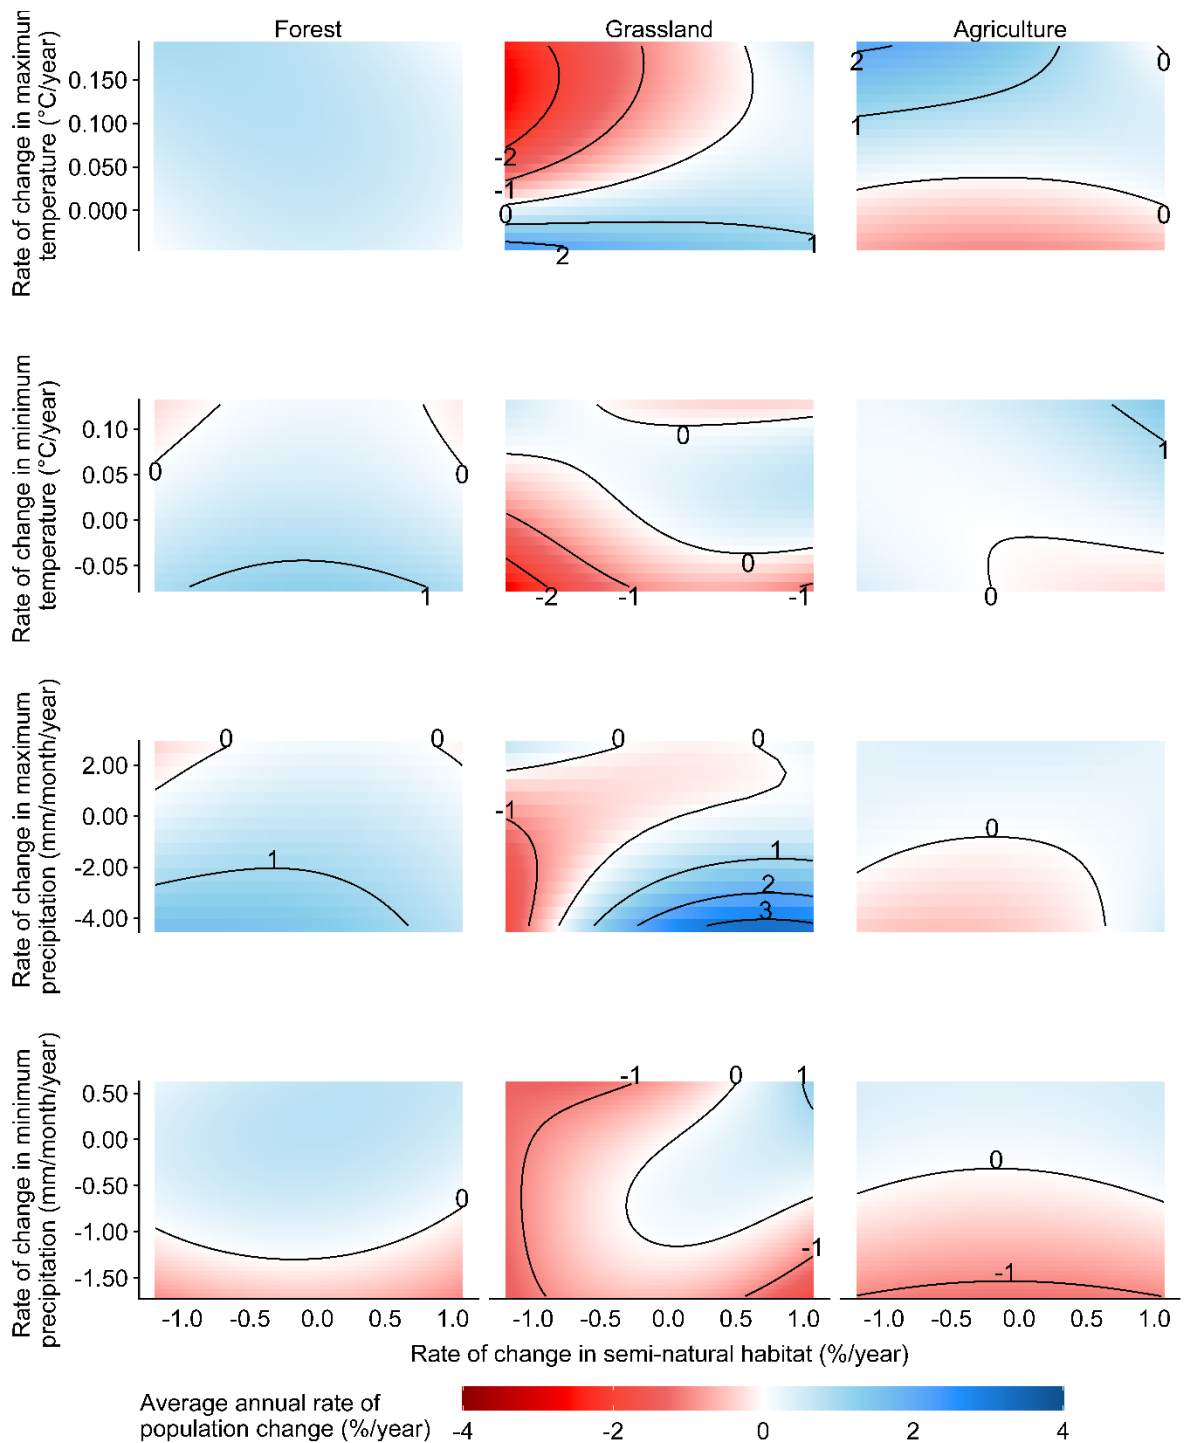 Forest
Grassland
Agriculture
Rate of change in maximum
temperature (°C/year)
0.150
0.100
0.050
0.000
-2
-1
0
1
2
2
1
0
0
Rate of change in minimum
temperature (°C/year)
0.10
0.05
0.00
-0.05
0
0
1
0
0
-2
-1
-1
1
0
Rate of change in maximum
precipitation (mm/month/year)
2.00
0.00
-2.00
-4.00
0
0
1
0
0
-1
1
2
3
0
Rate of change in minimum
precipitation (mm/month/year)
0.50
0.00
-0.50
-1.00
-1.50
0
-1
0
1
-1
0
-1
-1.0 -0.5 0.0 0.5 1.0
-1.0 -0.5 0.0 0.5 1.0
-1.0 -0.5 0.0 0.5 1.0
Rate of change in semi-natural habitat (%/year)
Average annual rate of
population change (%/year)
-4 -2 0 2 4